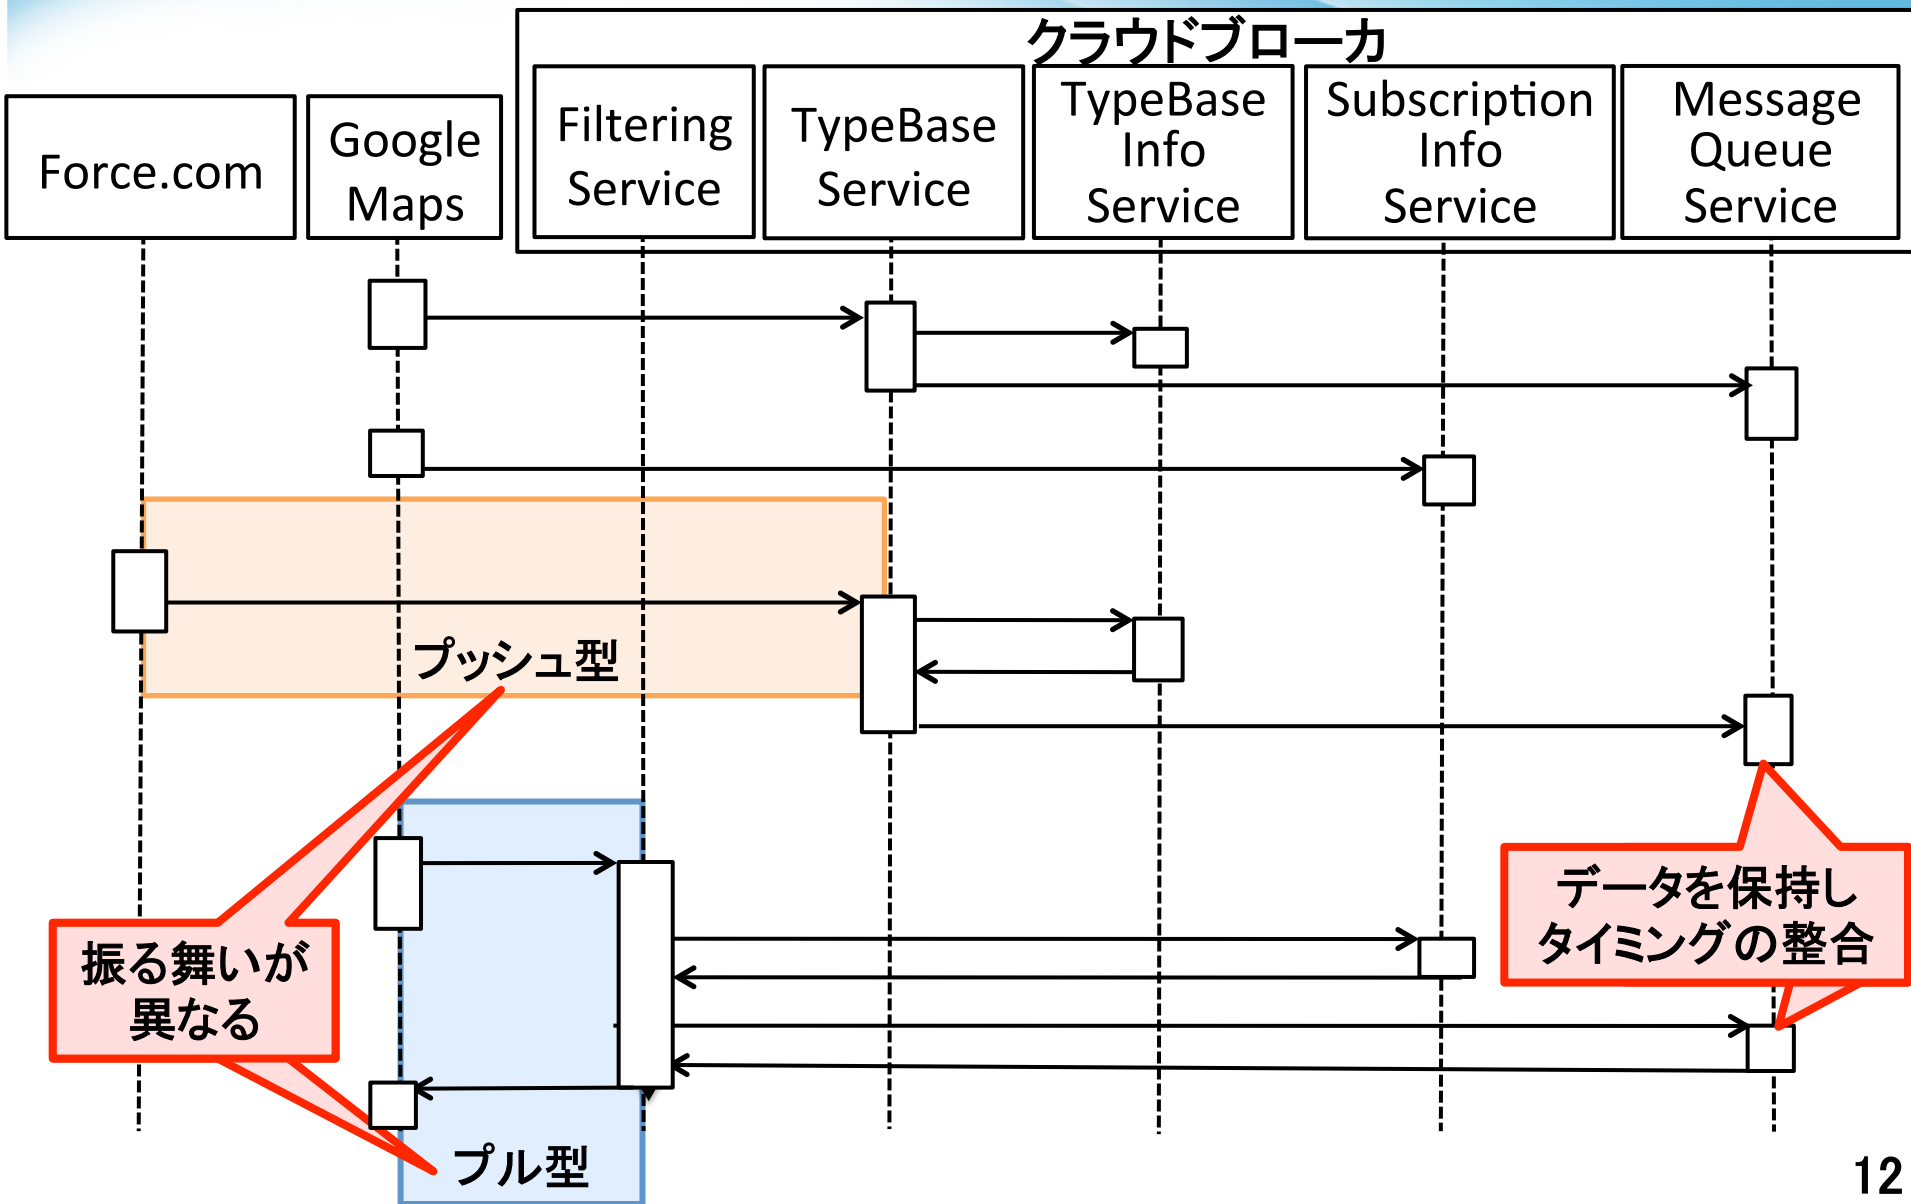 クラウドブローカ
Force.com
Google
Maps
Filtering
Service
TypeBase
Service
TypeBase
Info
Service
Subscription
Info
Service
Message
Queue
Service
プッシュ型
振る舞いが
異なる
データを保持し
タイミングの整合
プル型
12